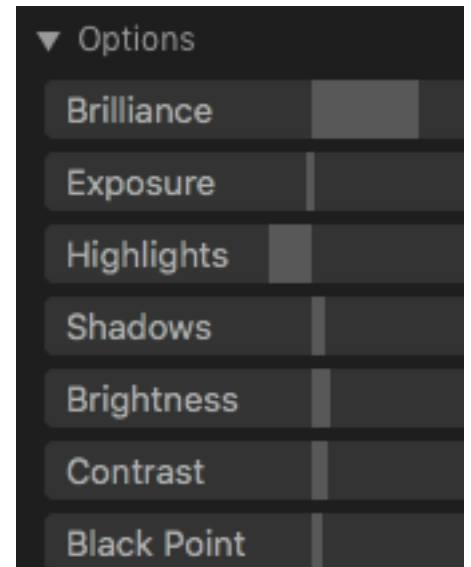 Options
Brilliance
Exposure
Highlights
Shadows
Brightness
Contrast
Black Point